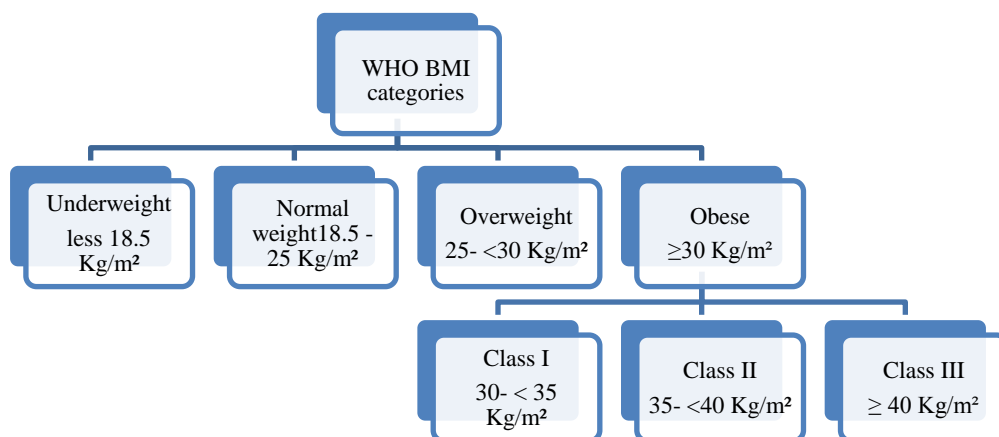 WHO BMI
categories
Underweight
less 18.5
Kg/m²
Normal
weight18.5 -
25 Kg/m²
Overweight
25- <30 Kg/m²
Obese
≥30 Kg/m²
Class I
30- < 35
Kg/m²
Class II
35- <40 Kg/m²
Class III
≥ 40 Kg/m²